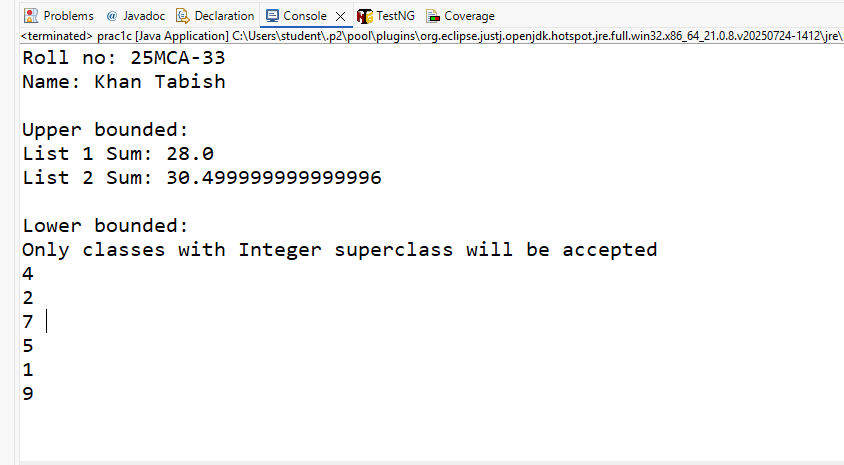 Problems @ Javadoc Declaration Console TestNG Coverage
<terminated> prac1c [Java Application] C:\Users\student\.p2\pool\plugins\org.eclipse.justj.openjdk.hotspot.jre.full.win32.x86_64_21.0.8.v20250724-1412\jre\
Roll no: 25MCA-33
Name: Khan Tabish
Upper bounded:
List 1 Sum: 28.0
List 2 Sum: 30.499999999999996
Lower bounded:
Only classes with Integer superclass will be accepted
4
2
7
5
1
9